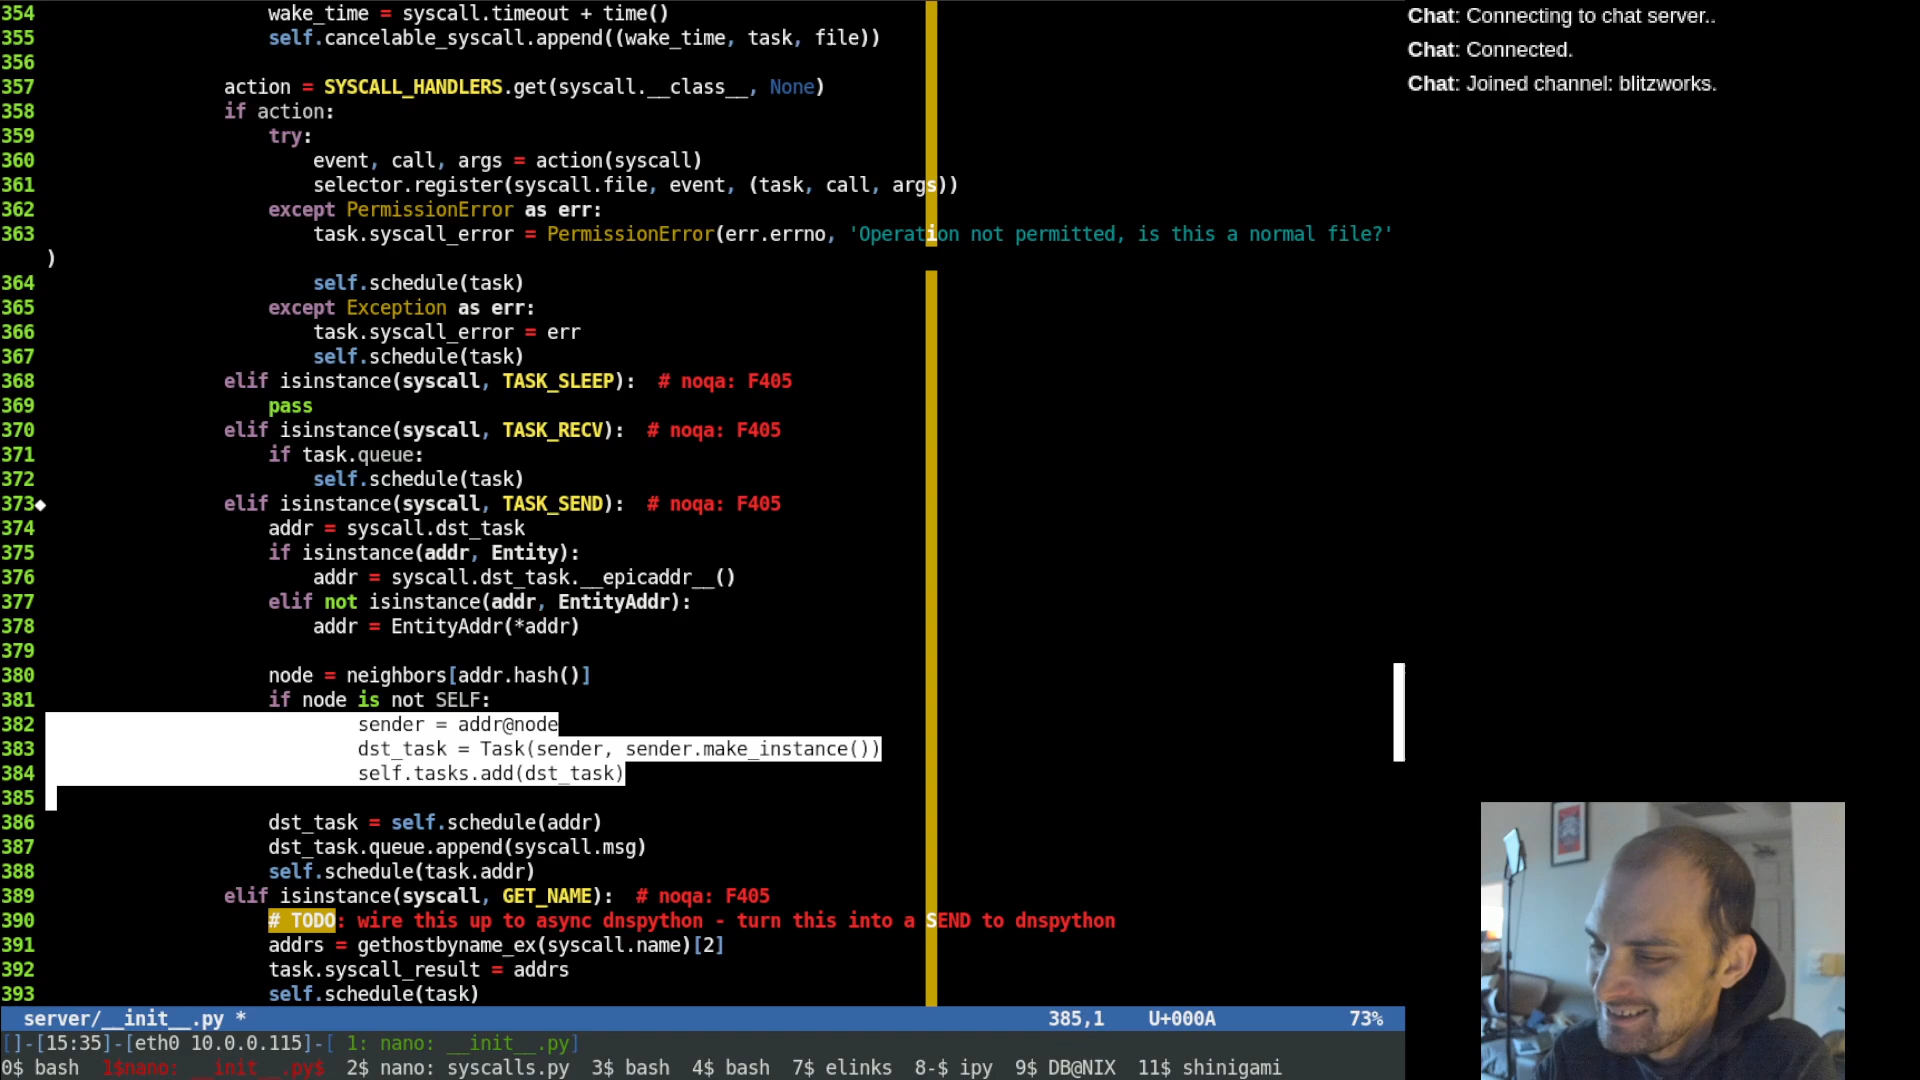 354                     wake_time = syscall.timeout + time()
355                     self.cancelable_syscall.append((wake_time, task, file))
356
357                 action = SYSCALL_HANDLERS.get(syscall.__class__, None)
358                 if action:
359                     try:
360                         event, call, args = action(syscall)
361                         selector.register(syscall.file, event, (task, call, args))
362                     except PermissionError as err:
363                         task.syscall_error = PermissionError(err.errno, 'Operation not permitted, is this a normal file?'
)
364                         self.schedule(task)
365                     except Exception as err:
366                         task.syscall_error = err
367                         self.schedule(task)
368                 elif isinstance(syscall, TASK_SLEEP):  # noqa: F405
369                     pass
370                 elif isinstance(syscall, TASK_RECV):  # noqa: F405
371                     if task.queue:
372                         self.schedule(task)
373◆                elif isinstance(syscall, TASK_SEND):  # noqa: F405
374                     addr = syscall.dst_task
375                     if isinstance(addr, Entity):
376                         addr = syscall.dst_task.__epicaddr__()
377                     elif not isinstance(addr, EntityAddr):
378                         addr = EntityAddr(*addr)
379
380                     node = neighbors[addr.hash()]
381                     if node is not SELF:
382                             sender = addr@node
383                             dst_task = Task(sender, sender.make_instance())
384                             self.tasks.add(dst_task)
385
386                     dst_task = self.schedule(addr)
387                     dst_task.queue.append(syscall.msg)
388                     self.schedule(task.addr)
389                 elif isinstance(syscall, GET_NAME):  # noqa: F405
390                     # TODO: wire this up to async dnspython - turn this into a SEND to dnspython
391                     addrs = gethostbyname_ex(syscall.name)[2]
392                     task.syscall_result = addrs
393                     self.schedule(task)
server/__init__.py *    385,1    U+000A    73%
[]-[15:35]-[eth0 10.0.0.115]-[ 1: nano: __init__.py]
0$ bash  1$nano: __init__.py$  2$ nano: syscalls.py  3$ bash  4$ bash  7$ elinks  8-$ ipy  9$ DB@NIX  11$ shinigami
Chat: Connecting to chat server..
Chat: Connected.
Chat: Joined channel: blitzworks.